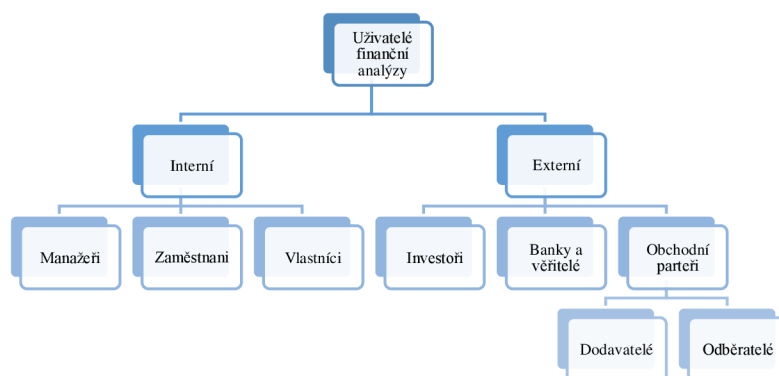 Uživatelé
finanční
analýzy
Interní
Externí
Manažeři
Zaměstnani
Vlastníci
Investoři
Banky a
věřitelé
Obchodní
parteři
Dodavatelé
Odběratelé